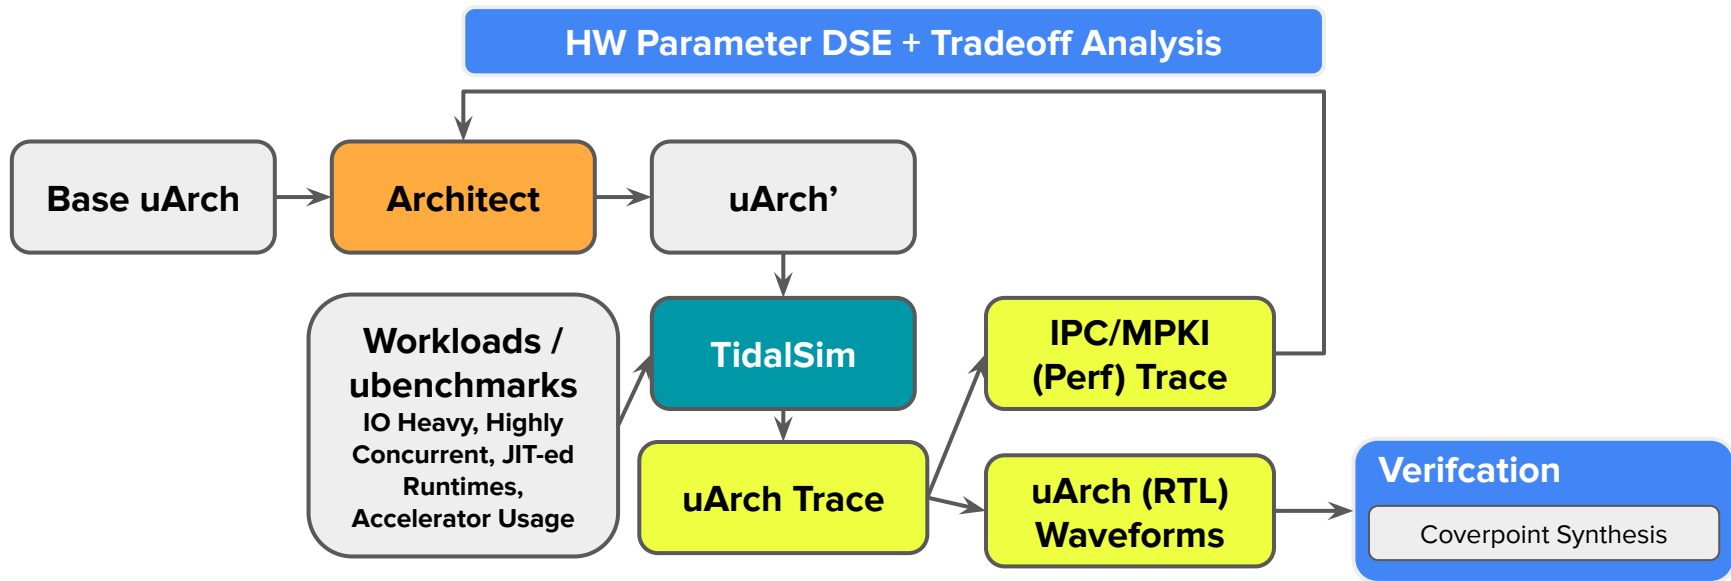 HW Parameter DSE + Tradeoff Analysis
Base uArch
Architect
uArch’
Workloads /
ubenchmarks
IO Heavy, Highly
Concurrent, JIT-ed
Runtimes,
Accelerator Usage
TidalSim
IPC/MPKI
(Perf) Trace
uArch Trace
uArch (RTL)
Waveforms
Verifcation
Coverpoint Synthesis